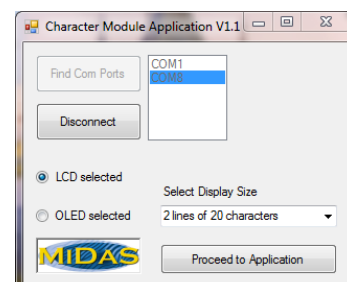 Character Module Application V1.1
Find Com Ports
COM1
COM8
Disconnect
LCD selected
Select Display Size
OLED selected
2 lines of 20 characters
MIDAS
Proceed to Application